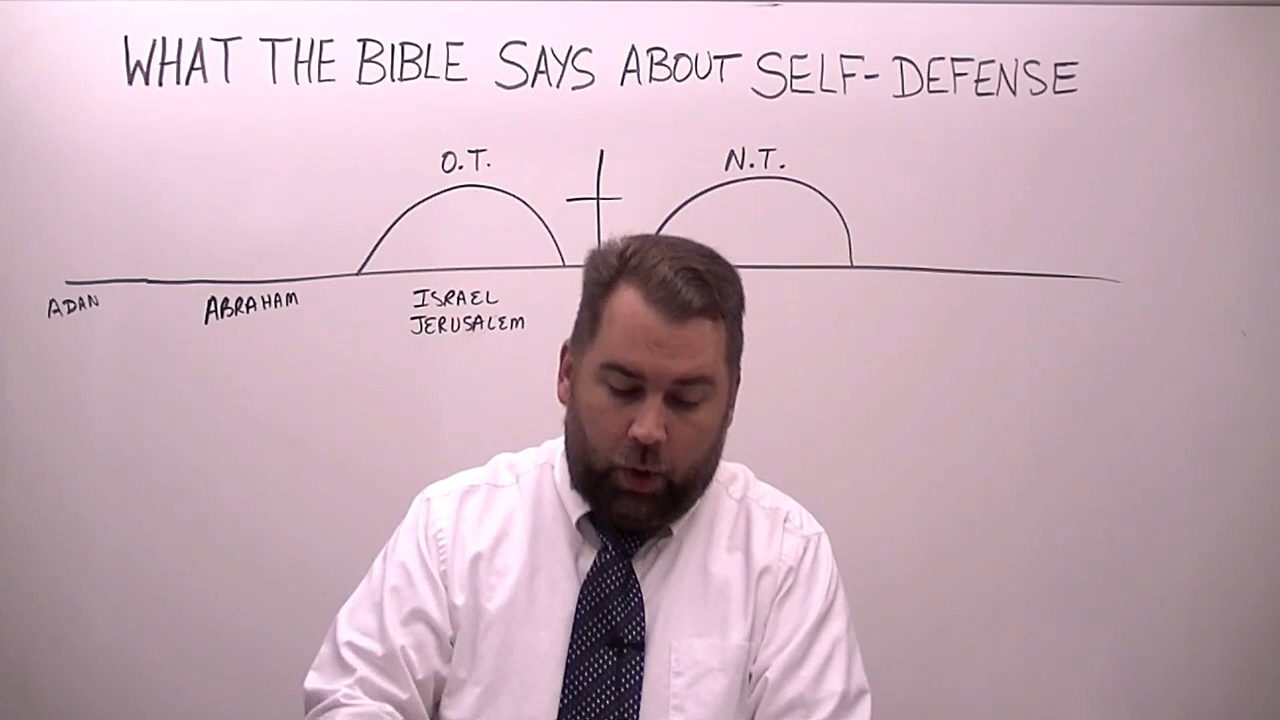 WHAT THE BIBLE SAYS ABOUT SELF-DEFENSE
O.T. N.T.
ADAN ABRAHAM ISRAEL
JERUSALEM